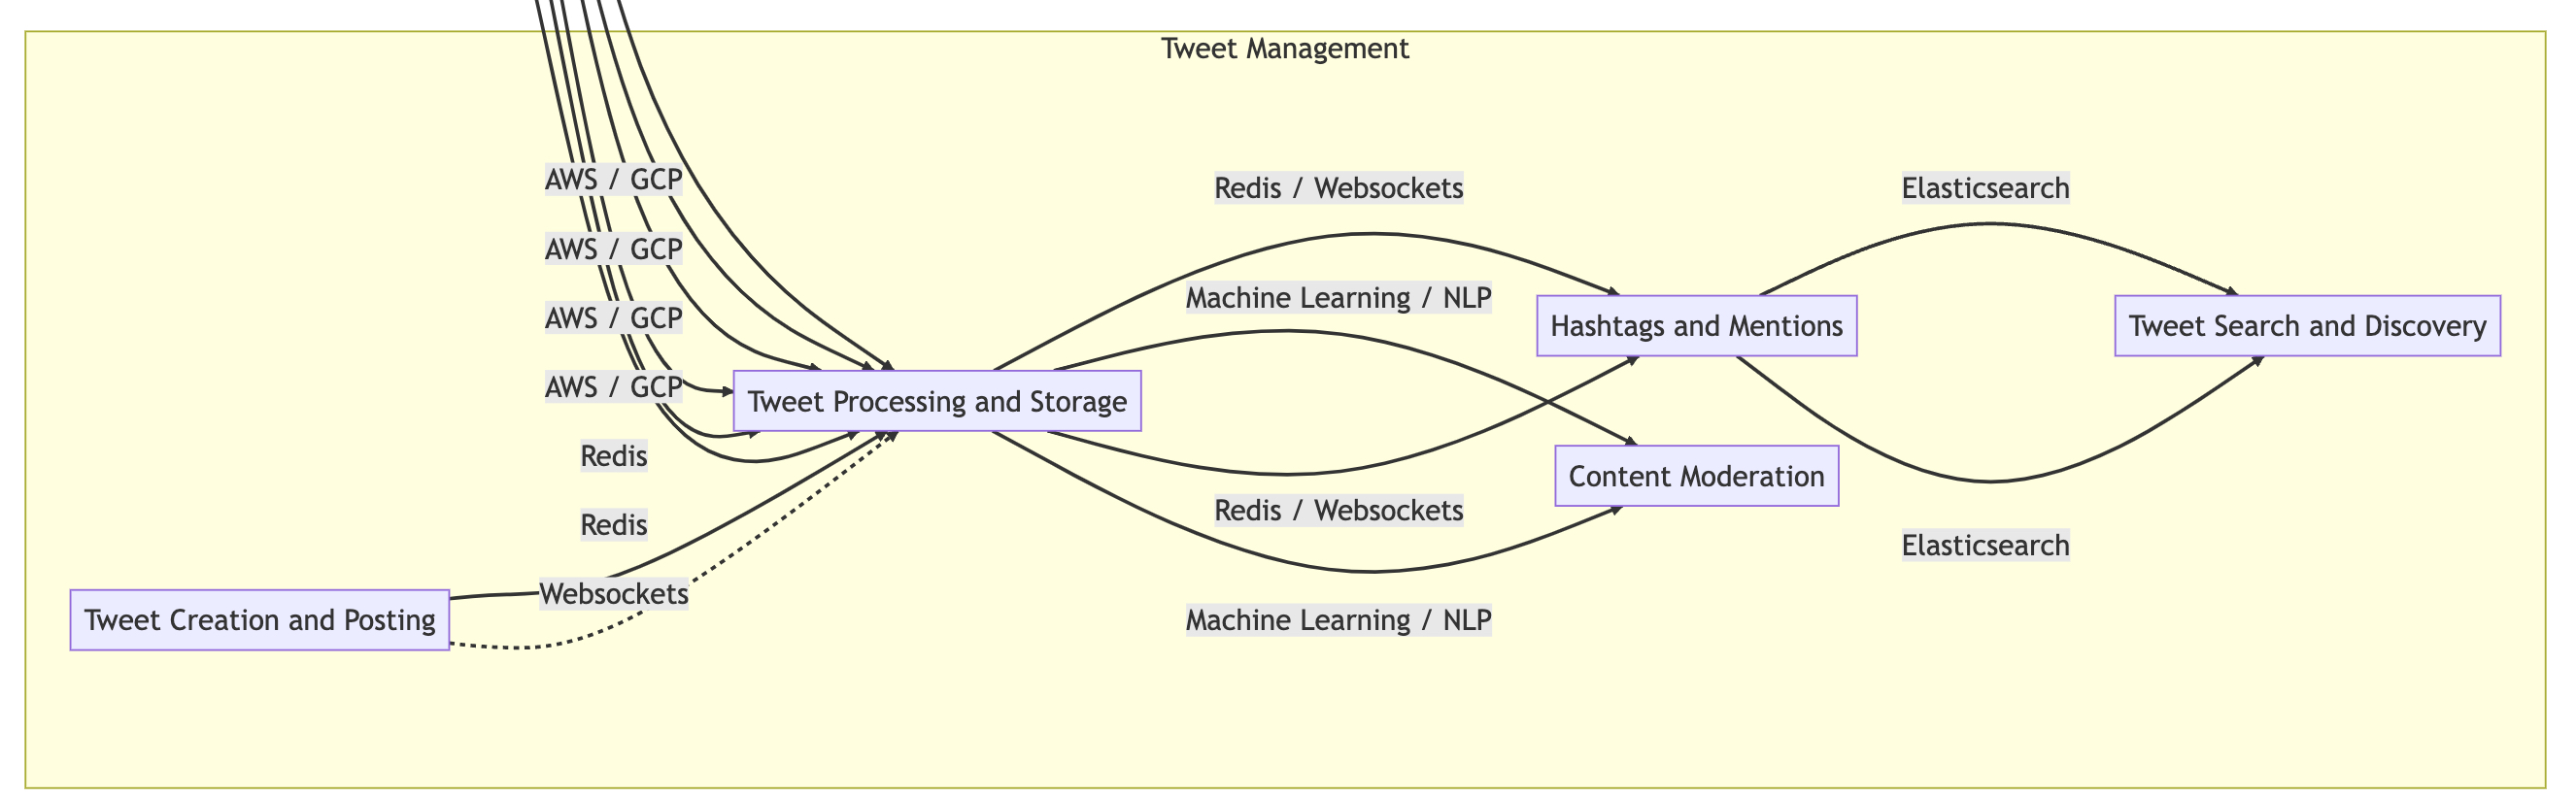 Tweet Management
AWS / GCP
AWS / GCP
AWS / GCP
AWS / GCP
Redis
Redis
Websockets
Tweet Creation and Posting
Tweet Processing and Storage
Redis / Websockets
Machine Learning / NLP
Redis / Websockets
Machine Learning / NLP
Hashtags and Mentions
Content Moderation
Elasticsearch
Elasticsearch
Tweet Search and Discovery